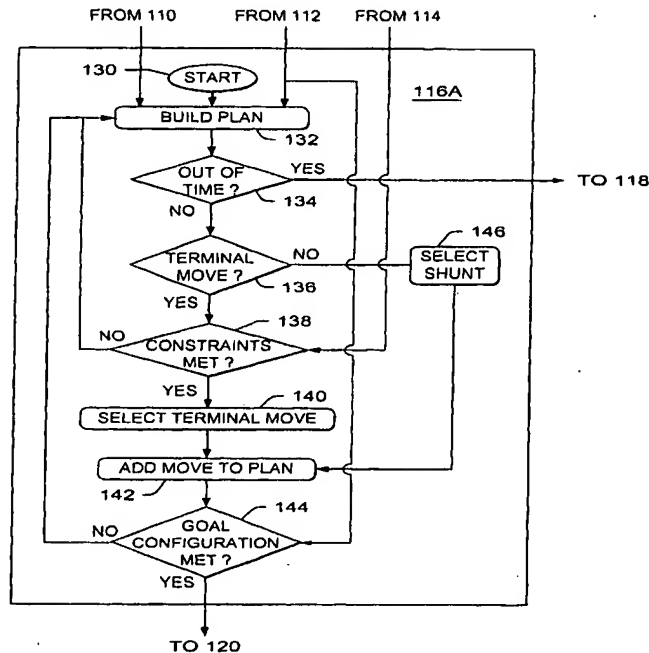 FROM 110
FROM 112
FROM 114
130
START
116A
BUILD PLAN
132
OUT OF
TIME ?
YES
134
TO 118
NO
146
TERMINAL
MOVE ?
NO
SELECT
SHUNT
136
YES
138
NO
CONSTRAINTS
MET ?
YES
140
SELECT TERMINAL MOVE
ADD MOVE TO PLAN
142
144
NO
GOAL
CONFIGURATION
MET ?
YES
TO 120